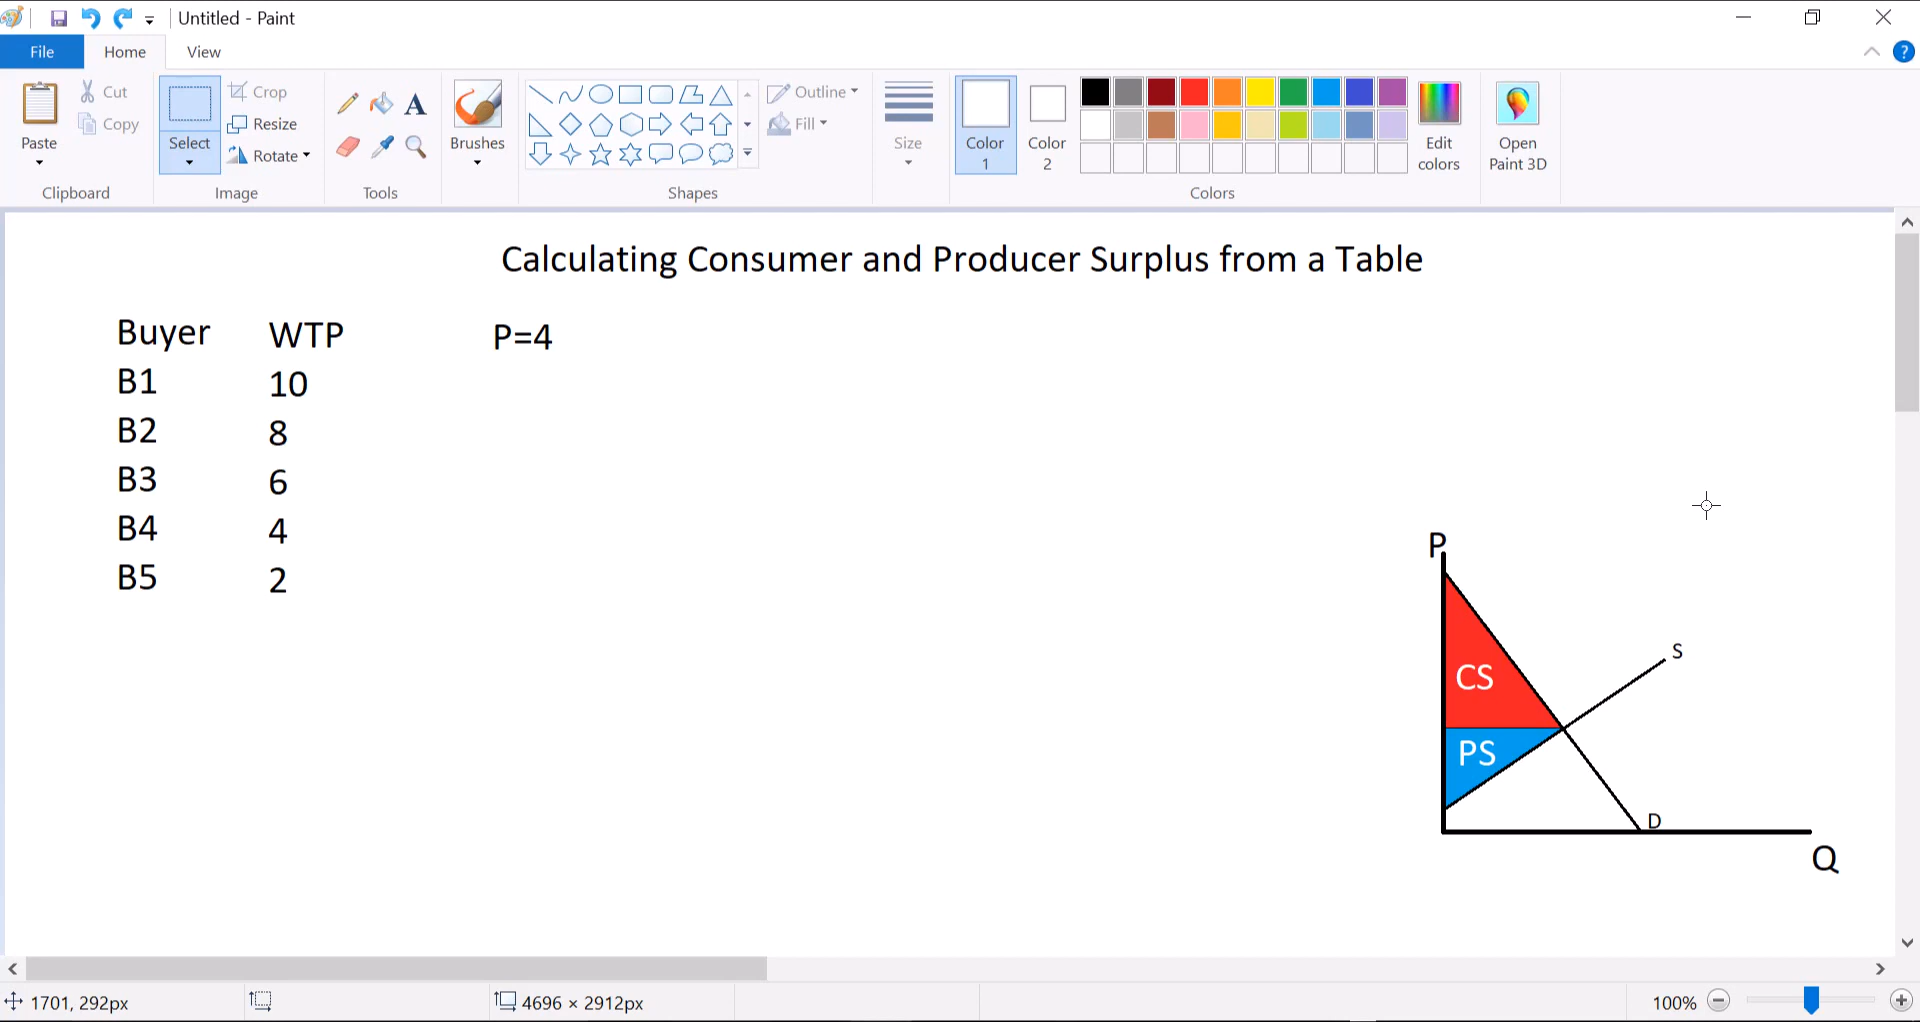 Untitled - Paint
File Home View
Paste
Cut
Copy
Clipboard
Select
Crop
Resize
Rotate
Image
A
Tools
Brushes
Outline
Fill
Shapes
Size
Color 1
Color 2
Edit colors
Open Paint 3D
Colors
?
Calculating Consumer and Producer Surplus from a Table
Buyer WTP P=4
B1 10
B2 8
B3 6
B4 4
B5 2
P
S
CS
PS
D
Q
1701, 292px 4696 × 2912px 100%